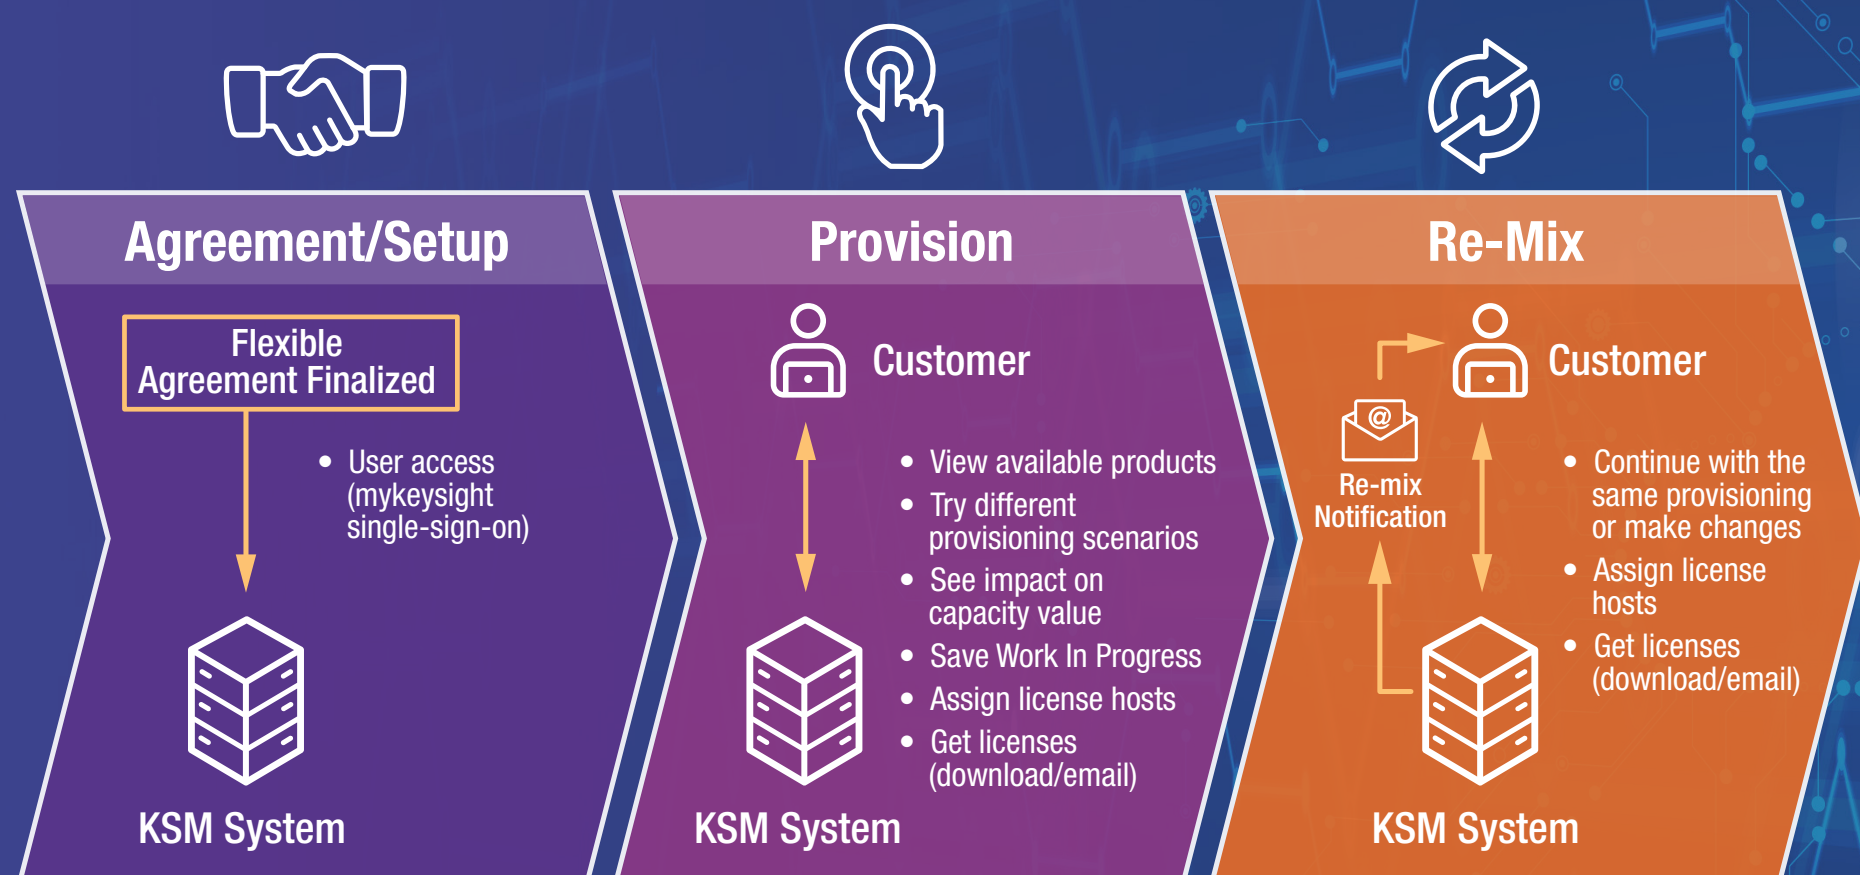 Agreement/Setup
Flexible
Agreement Finalized
• User access
(mykeysight
single-sign-on)
KSM System
Provision
Customer
• View available products
• Try different
provisioning scenarios
• See impact on
capacity value
• Save Work In Progress
• Assign license hosts
• Get licenses
(download/email)
KSM System
Re-Mix
Customer
@
Re-mix
Notification
• Continue with the
same provisioning
or make changes
• Assign license
hosts
• Get licenses
(download/email)
KSM System